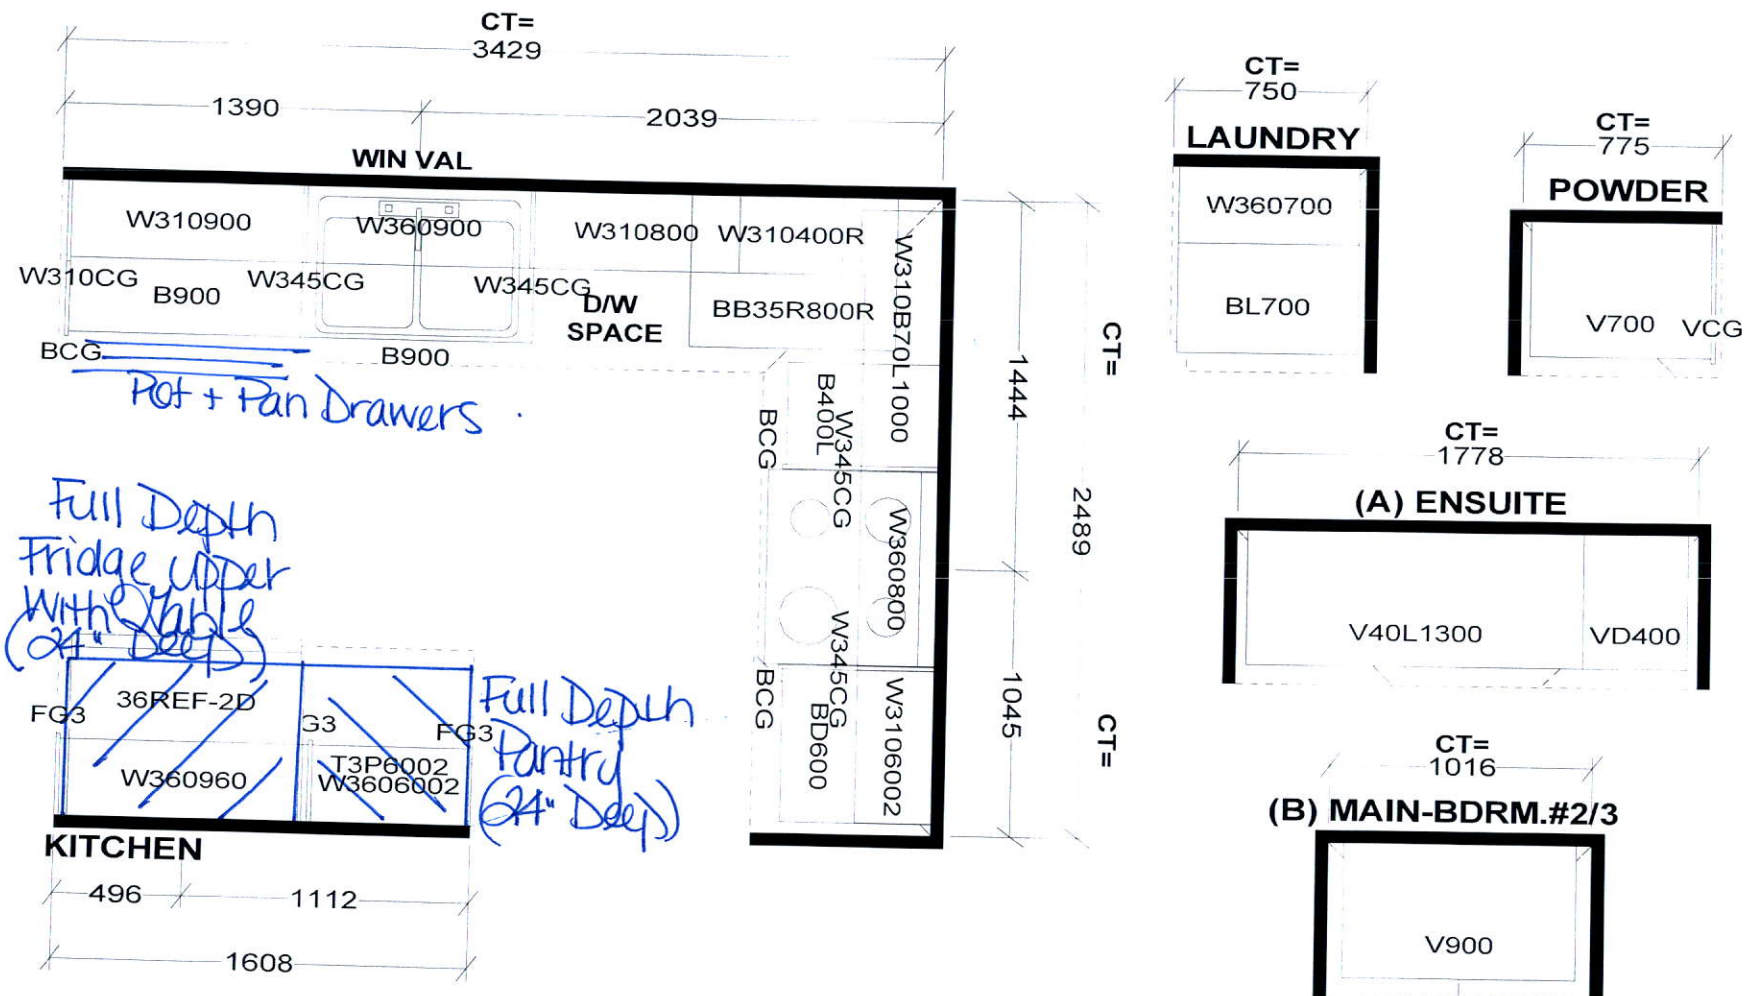 CT=
3429
1390
2039
WIN VAL
W310900
W360900
W310800
W310400R
W310CG
B900
W345CG
W345CG
D/W
SPACE
BB35R800R
W310B70L1000
BCG
B900
Pot + Pan Drawers
B400L
W345CG
BCG
W360800
W345CG
BCG
BD600
W3106002
1444
2489
1045
CT=
CT=
Full Depth
Fridge Upper
With Gable
(24" Deep)
36REF-2D
FG3
G3
FG3
W360960
T3P6002
W3606002
Full Depth
Pantry
(24" Deep)
KITCHEN
496
1112
1608
CT=
750
LAUNDRY
W360700
BL700
CT=
775
POWDER
V700
VCG
CT=
1778
(A) ENSUITE
V40L1300
VD400
CT=
1016
(B) MAIN-BDRM.#2/3
V900